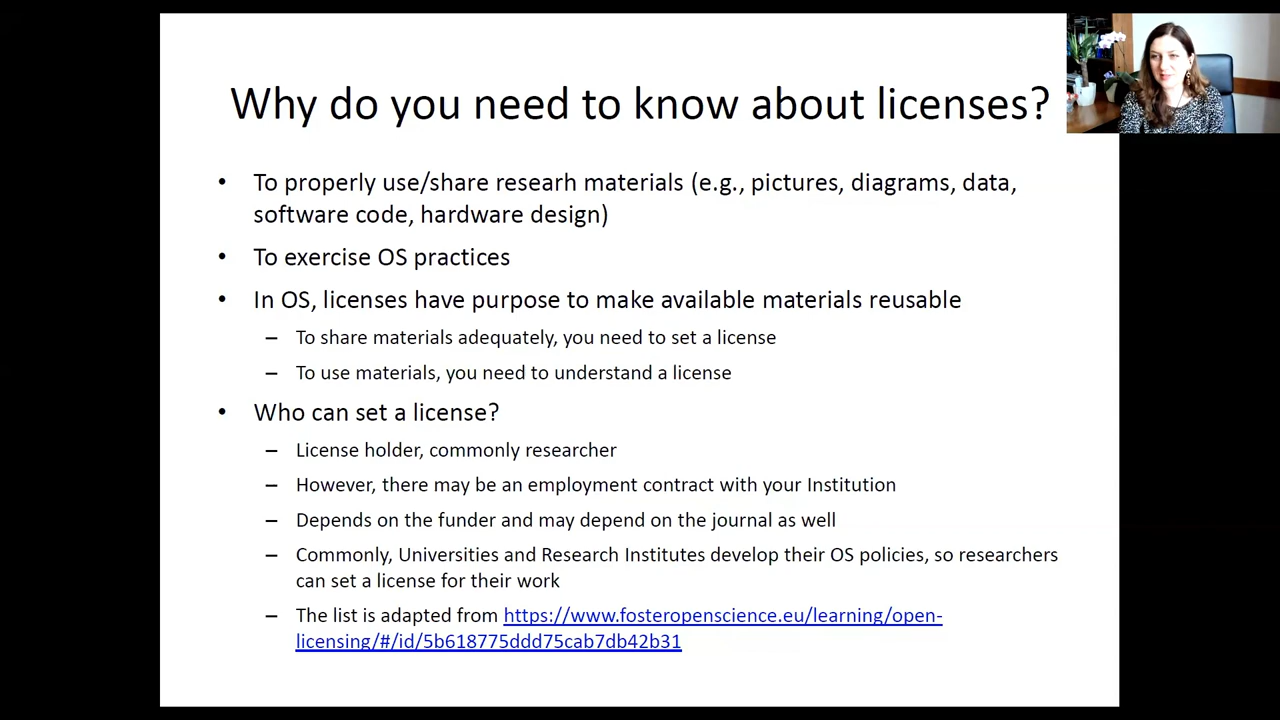 Why do you need to know about licenses?
• To properly use/share researh materials (e.g., pictures, diagrams, data,
software code, hardware design)
• To exercise OS practices
• In OS, licenses have purpose to make available materials reusable
– To share materials adequately, you need to set a license
– To use materials, you need to understand a license
• Who can set a license?
– License holder, commonly researcher
– However, there may be an employment contract with your Institution
– Depends on the funder and may depend on the journal as well
– Commonly, Universities and Research Institutes develop their OS policies, so researchers
can set a license for their work
– The list is adapted from https://www.fosteropenscience.eu/learning/open-
licensing/#/id/5b618775ddd75cab7db42b31